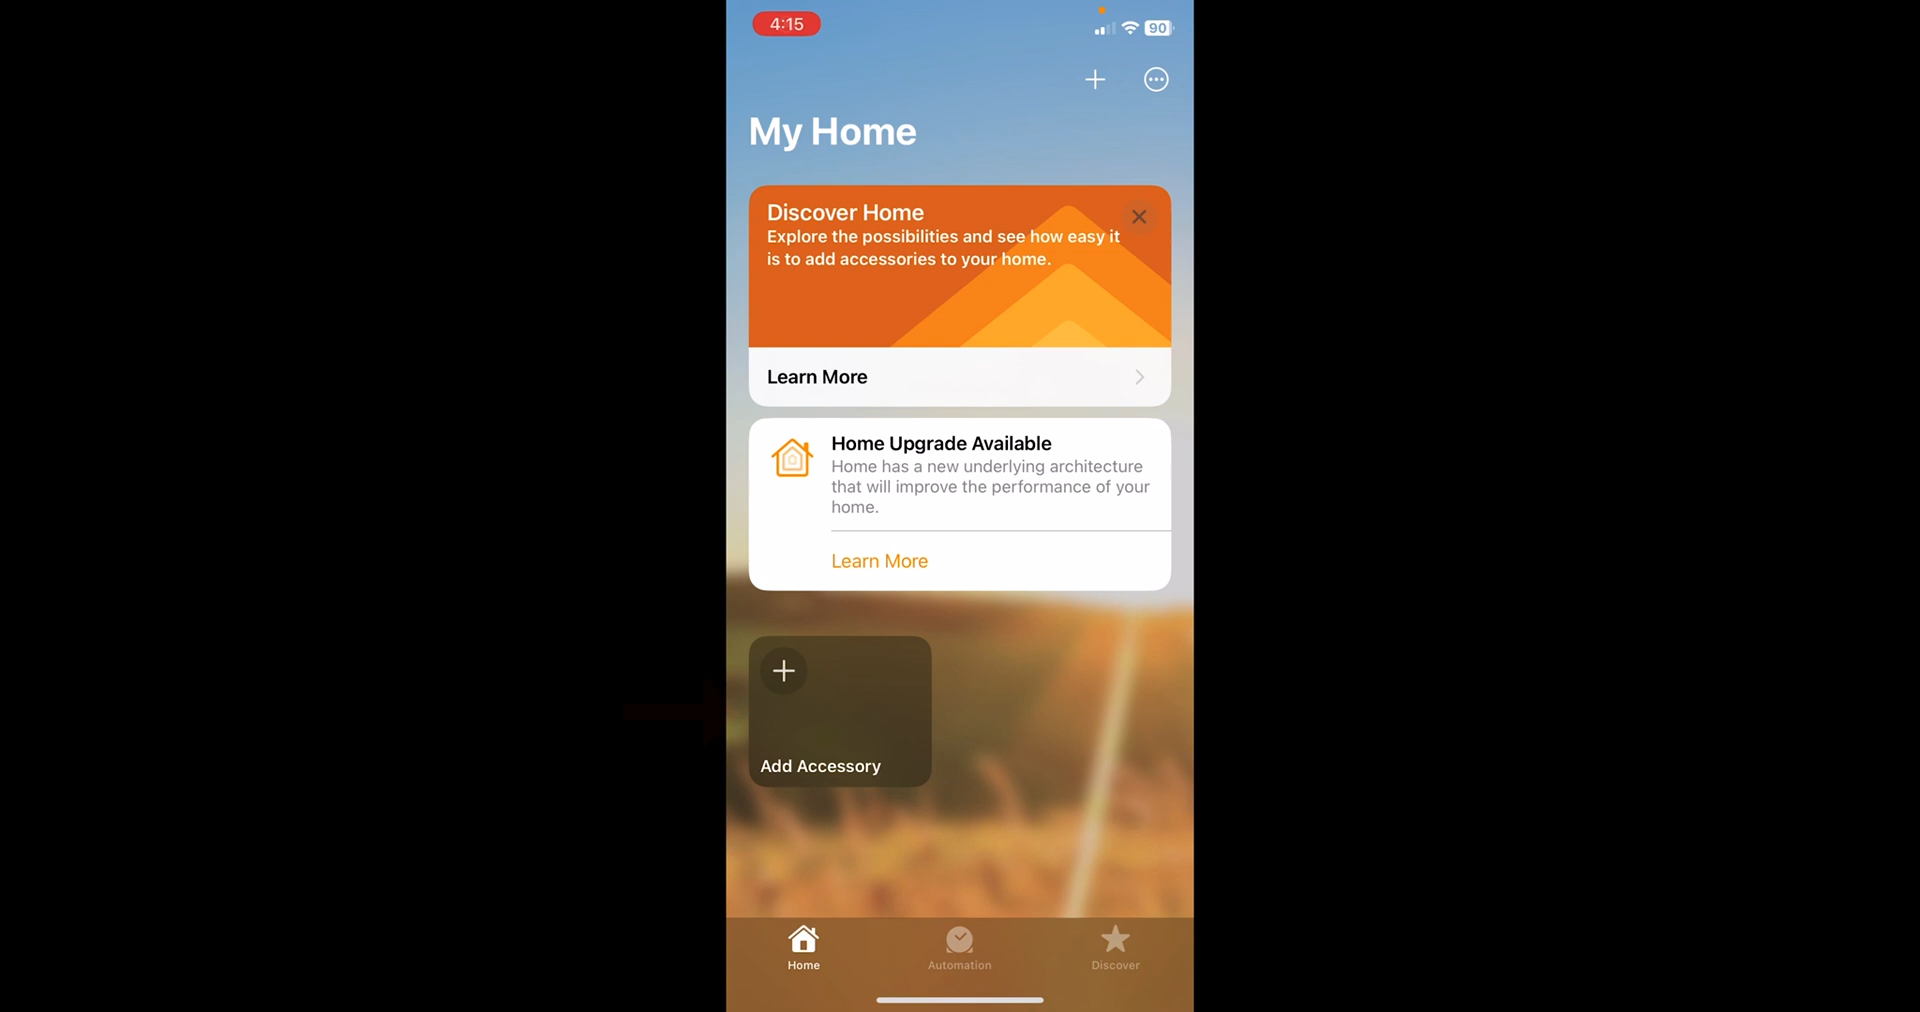 4:15
90
My Home
Discover Home
Explore the possibilities and see how easy it
is to add accessories to your home.
Learn More
Home Upgrade Available
Home has a new underlying architecture
that will improve the performance of your
home.
Learn More
Add Accessory
Home
Automation
Discover